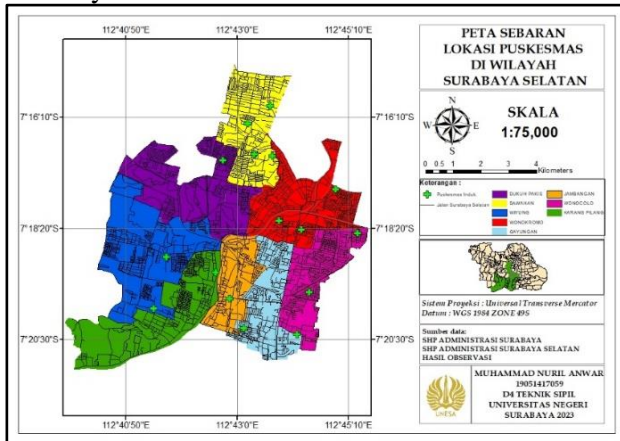 112°40'50"E 112°43'0"E 112°45'10"E
7°16'10"S 7°16'10"S
7°18'20"S 7°18'20"S
7°20'30"S 7°20'30"S
112°40'50"E 112°43'0"E 112°45'10"E
PETA SEBARAN
LOKASI PUSKESMAS
DI WILAYAH
SURABAYA SELATAN
N
W E
S
SKALA
1:75,000
0 0.5 1 2 3 4
Kilometers
Keterangan :
Puskesmas Induk
Jalan Surabaya Selatan
DUKUH PAKIS
SAWAHAN
WIYUNG
WONOKROMO
GAYUNGAN
JAMBANGAN
WONOCOLO
KARANG PILANG
Sistem Proyeksi : Universal Transverse Mercator
Datum : WGS 1984 ZONE 49S
Sumber data:
SHP ADMINISTRASI SURABAYA
SHP ADMINISTRASI SURABAYA SELATAN
HASIL OBSERVASI
UNESA
MUHAMMAD NURIL ANWAR
19051417059
D4 TEKNIK SIPIL
UNIVERSITAS NEGERI
SURABAYA 2023